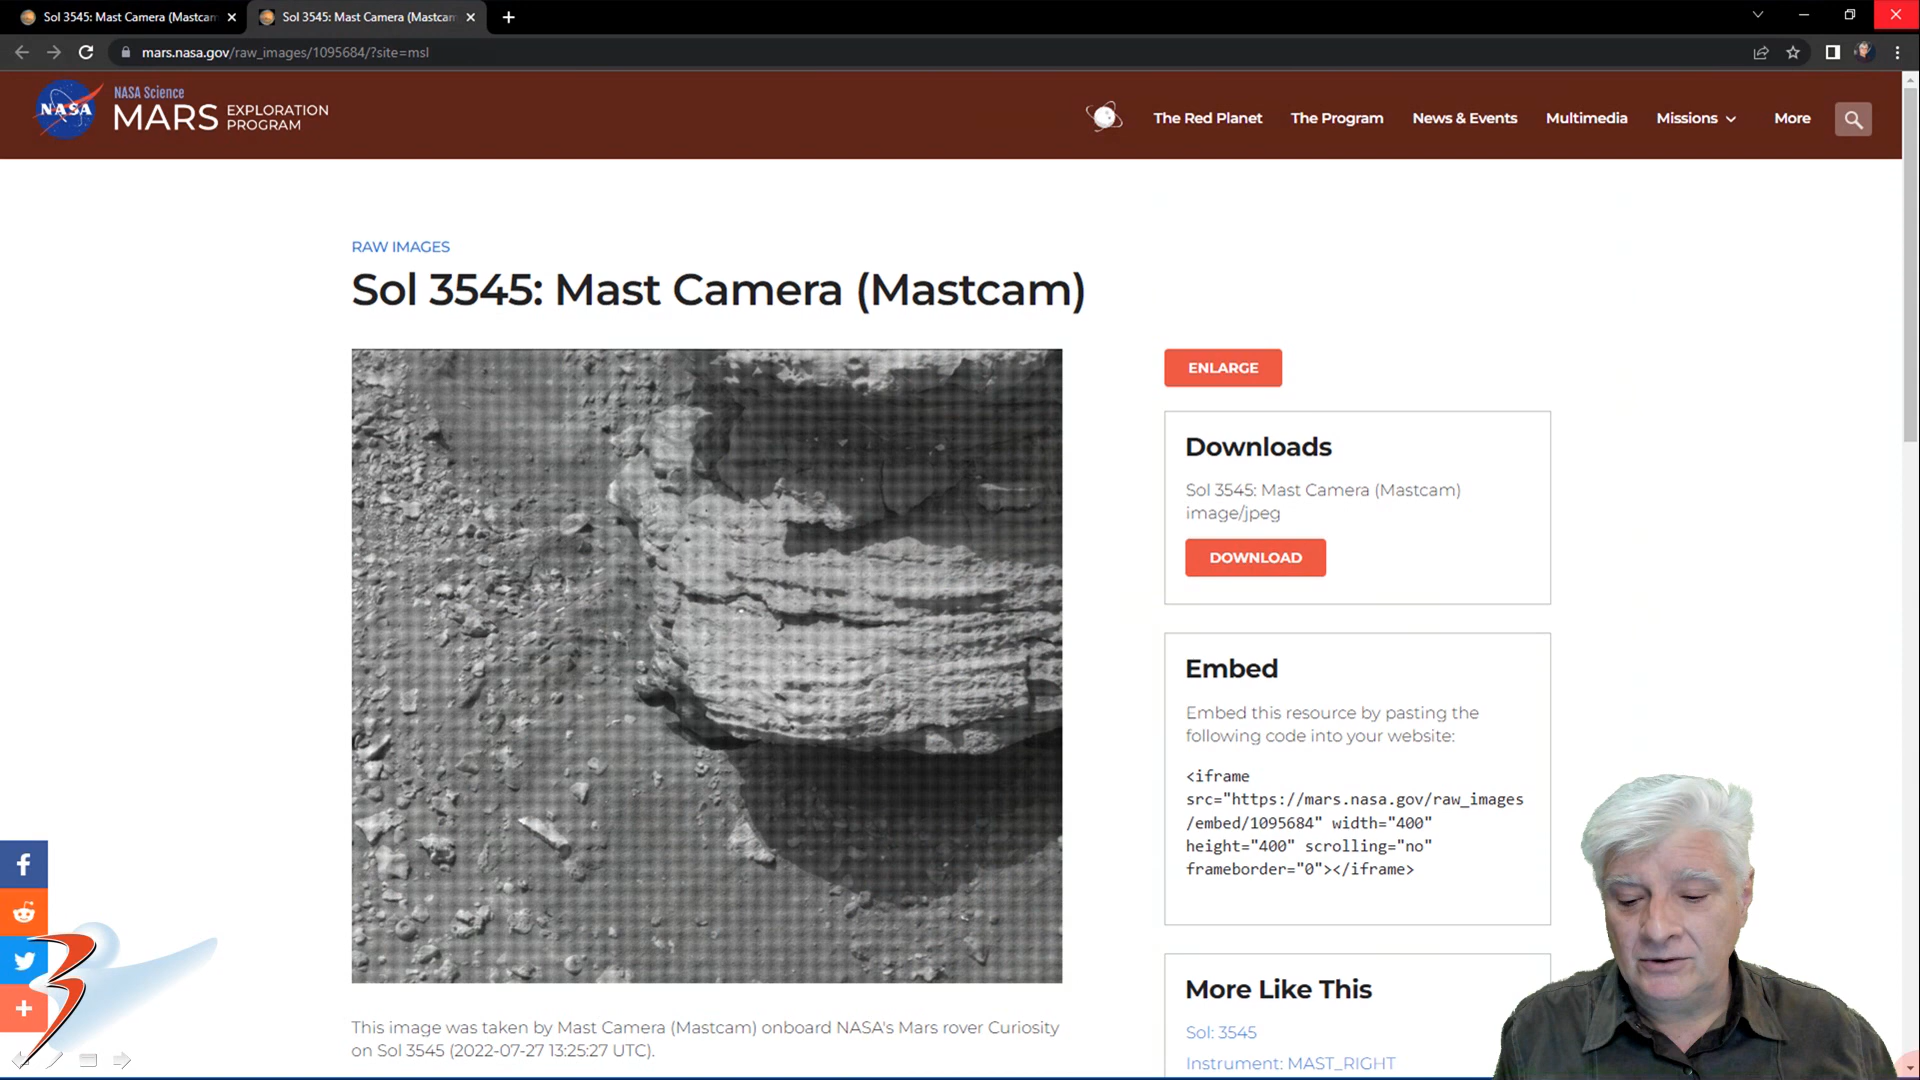 Sol 3545: Mast Camera (Mastcam
Sol 3545: Mast Camera (Mastcam
mars.nasa.gov/raw_images/1095684/?site=msl
NASA
NASA Science
MARS EXPLORATION PROGRAM
The Red Planet
The Program
News & Events
Multimedia
Missions
More
RAW IMAGES
Sol 3545: Mast Camera (Mastcam)
ENLARGE
Downloads
Sol 3545: Mast Camera (Mastcam)
image/jpeg
DOWNLOAD
Embed
Embed this resource by pasting the
following code into your website:
<iframe
src="https://mars.nasa.gov/raw_images
/embed/1095684" width="400"
height="400" scrolling="no"
frameborder="0"></iframe>
More Like This
Sol: 3545
Instrument: MAST_RIGHT
This image was taken by Mast Camera (Mastcam) onboard NASA's Mars rover Curiosity
on Sol 3545 (2022-07-27 13:25:27 UTC).